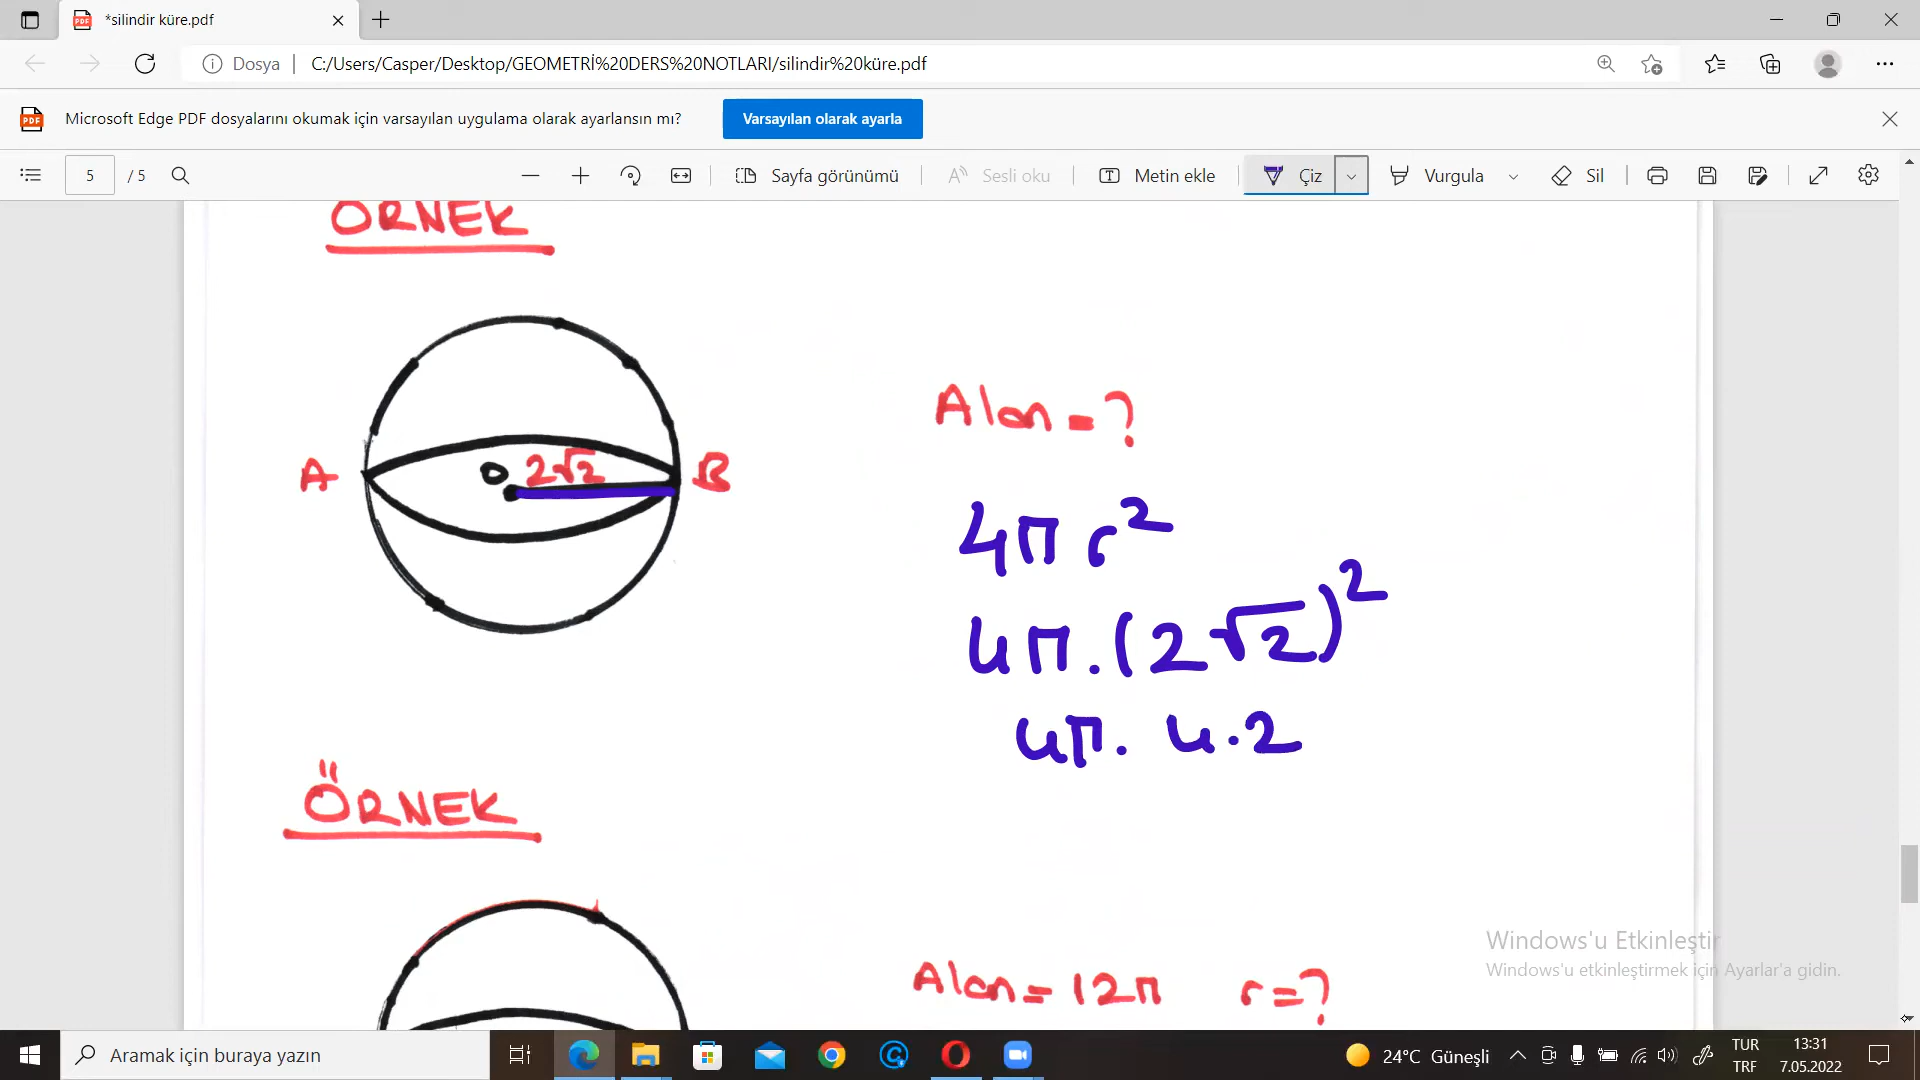 *silindir küre.pdf
Dosya | C:/Users/Casper/Desktop/GEOMETRİ%20DERS%20NOTLARI/silindir%20küre.pdf
Microsoft Edge PDF dosyalarını okumak için varsayılan uygulama olarak ayarlansın mı? Varsayılan olarak ayarla
5 / 5 Sayfa görünümü Sesli oku Metin ekle Çiz Vurgula Sil
ÖRNEK
Alan = ?
A O 2√2 B
4π r²
4π.(2√2)²
4π. 4.2
ÖRNEK
Alan = 12π r = ?
Windows'u Etkinleştir
Windows'u etkinleştirmek için Ayarlar'a gidin.
Aramak için buraya yazın
24°C Güneşli
TUR
TRF
13:31
7.05.2022